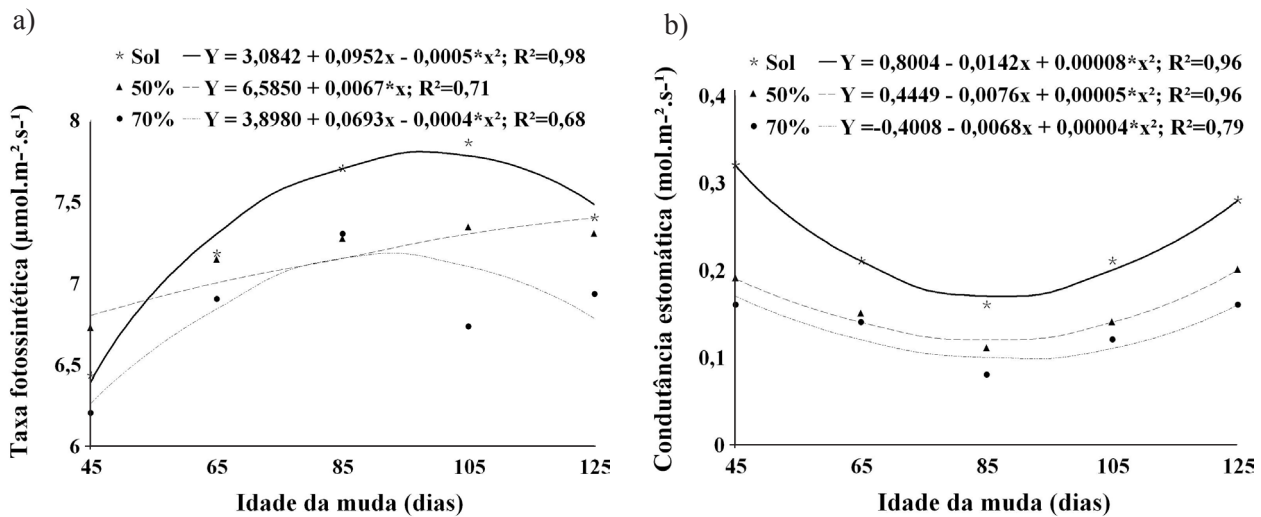 a)
* Sol — Y = 3,0842 + 0,0952x - 0,0005*x²; R²=0,98
▲ 50% --- Y = 6,5850 + 0,0067*x; R²=0,71
• 70% ····· Y = 3,8980 + 0,0693x - 0,0004*x²; R²=0,68
Taxa fotossintética (µmol.m-².s-¹)
8
7,5
7
6,5
6
45 65 85 105 125
Idade da muda (dias)
b)
* Sol — Y = 0,8004 - 0,0142x + 0.00008*x²; R²=0,96
▲ 50% --- Y = 0,4449 - 0,0076x + 0,00005*x²; R²=0,96
• 70% ····· Y =-0,4008 - 0,0068x + 0,00004*x²; R²=0,79
Condutância estomática (mol.m-².s-¹)
0,4
0,3
0,2
0,1
0
45 65 85 105 125
Idade da muda (dias)